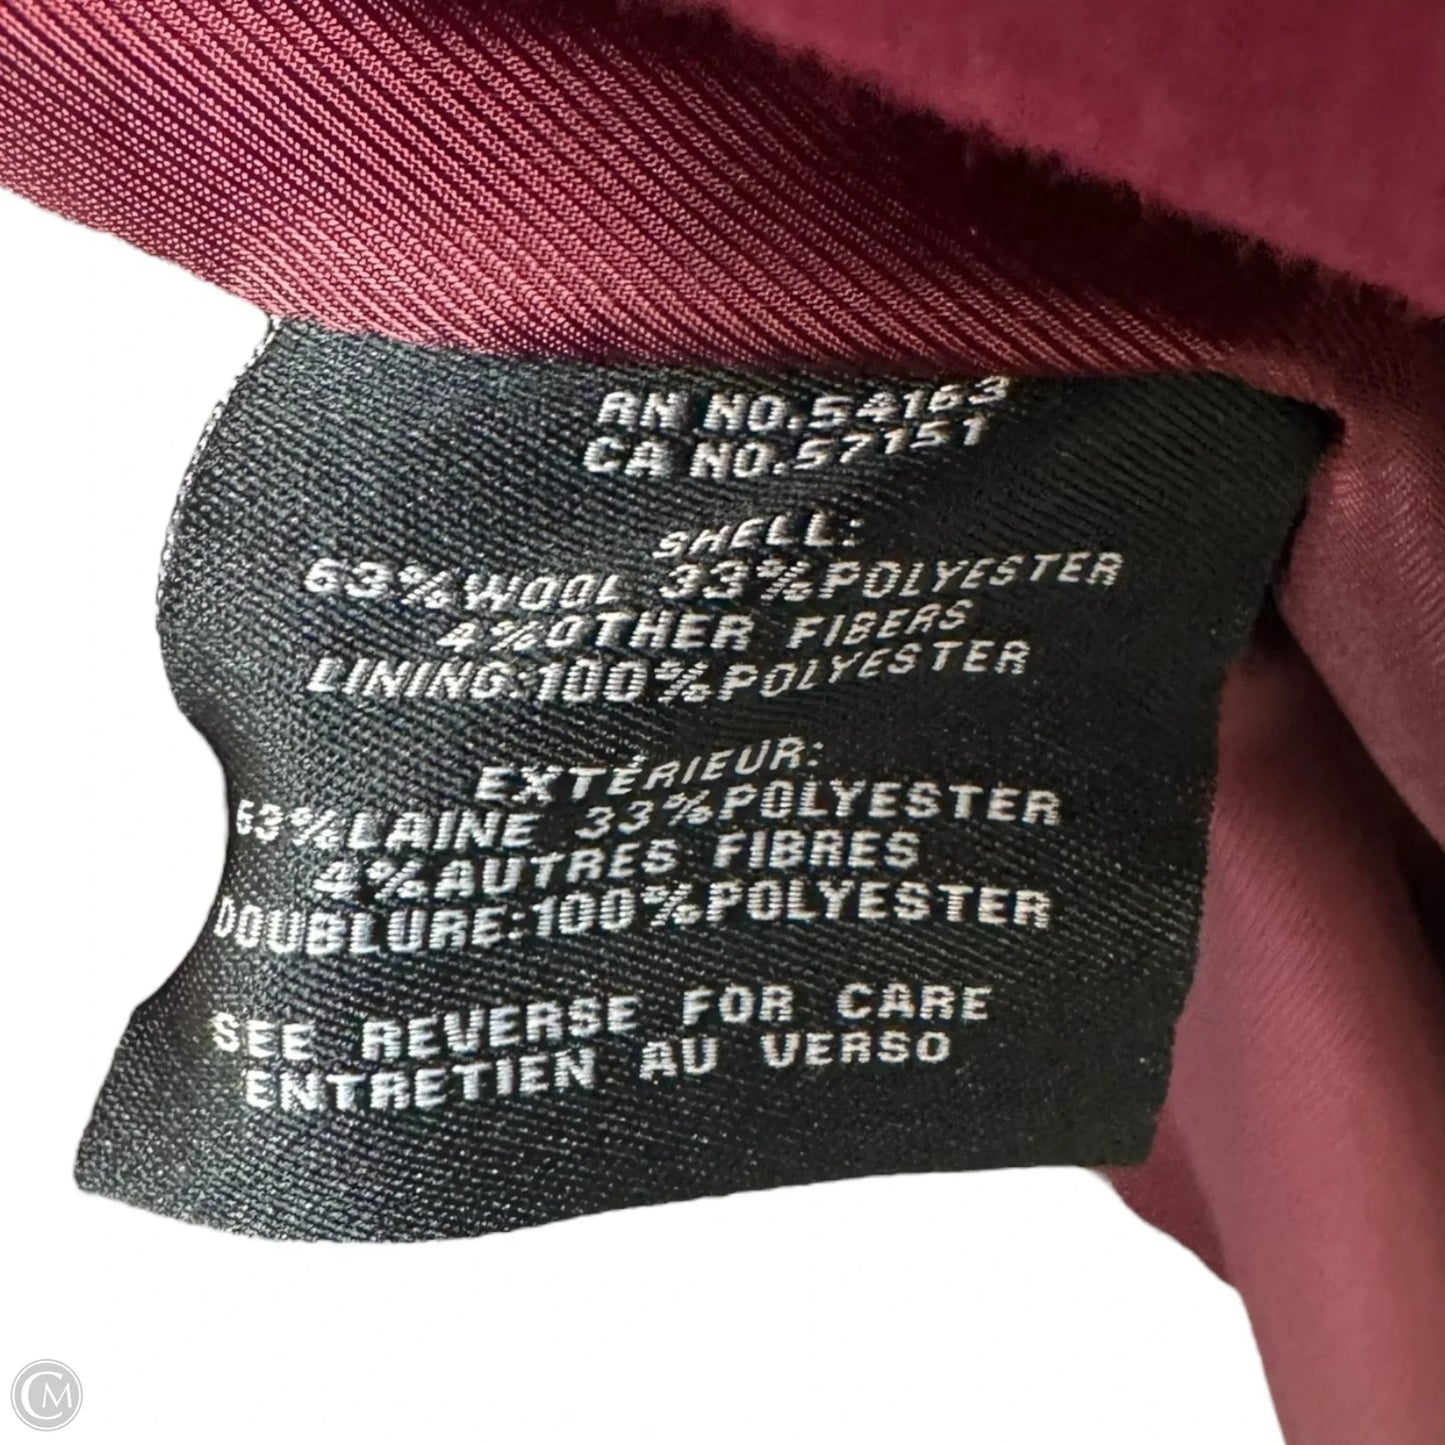 RN NO.54163
CA NO.57151
SHELL:
63%WOOL 33%POLYESTER
4%OTHER FIBERS
LINING:100%POLYESTER
EXTÉRIEUR:
63%LAINE 33%POLYESTER
4%AUTRES FIBRES
DOUBLURE:100%POLYESTER
SEE REVERSE FOR CARE
ENTRETIEN AU VERSO
CM